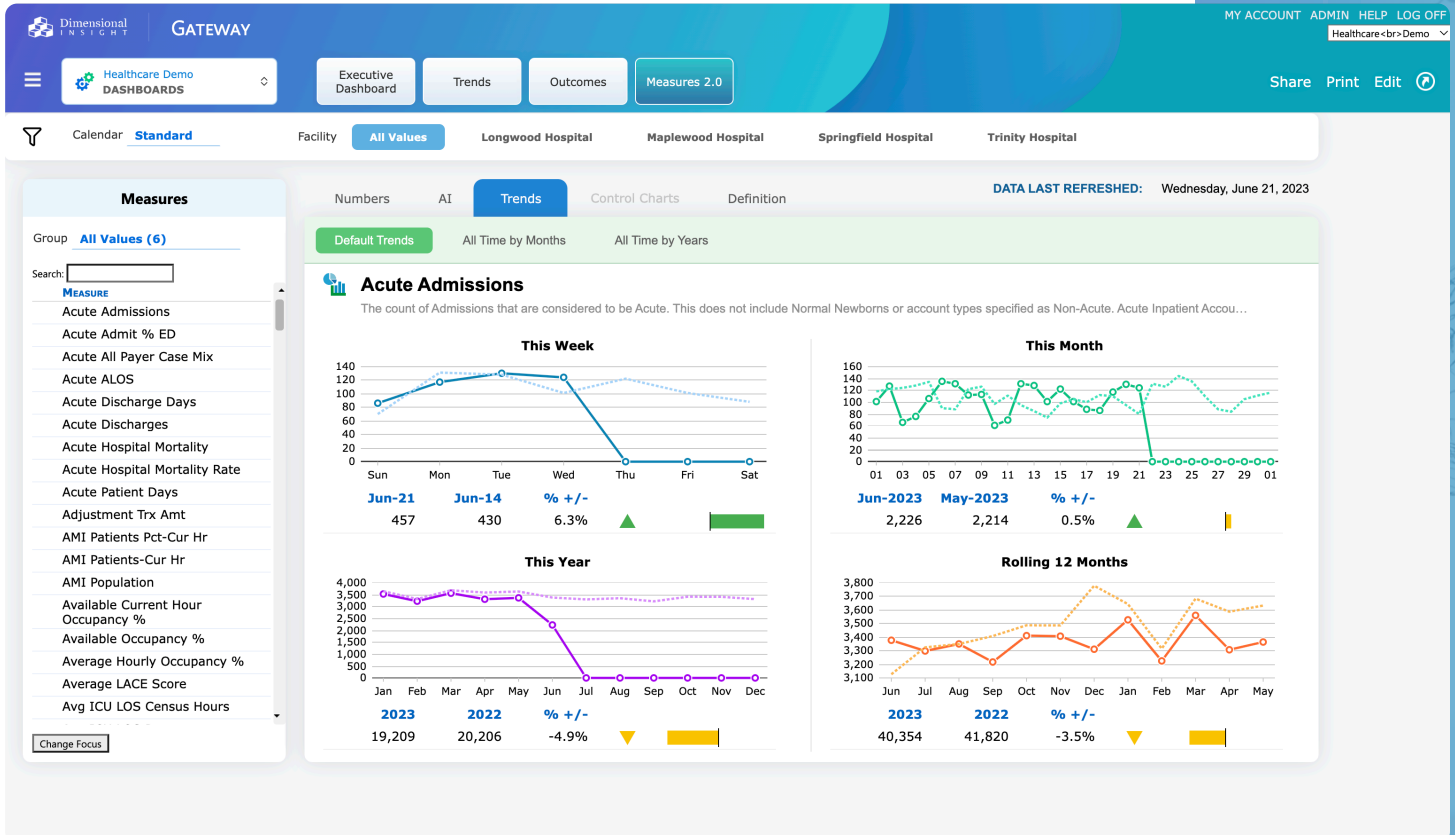 Dimensional
INSIGHT
GATEWAY
MY ACCOUNT ADMIN HELP LOG OFF
Healthcare<br>Demo
Healthcare Demo
DASHBOARDS
Executive
Dashboard
Trends
Outcomes
Measures 2.0
Share Print Edit
Calendar Standard
Facility All Values Longwood Hospital Maplewood Hospital Springfield Hospital Trinity Hospital
Measures
Group All Values (6)
Search:
MEASURE
Acute Admissions
Acute Admit % ED
Acute All Payer Case Mix
Acute ALOS
Acute Discharge Days
Acute Discharges
Acute Hospital Mortality
Acute Hospital Mortality Rate
Acute Patient Days
Adjustment Trx Amt
AMI Patients Pct-Cur Hr
AMI Patients-Cur Hr
AMI Population
Available Current Hour
Occupancy %
Available Occupancy %
Average Hourly Occupancy %
Average LACE Score
Avg ICU LOS Census Hours
Change Focus
Numbers AI Trends Control Charts Definition
DATA LAST REFRESHED: Wednesday, June 21, 2023
Default Trends All Time by Months All Time by Years
Acute Admissions
The count of Admissions that are considered to be Acute. This does not include Normal Newborns or account types specified as Non-Acute. Acute Inpatient Accou...
This Week
140
120
100
80
60
40
20
0
Sun Mon Tue Wed Thu Fri Sat
Jun-21 Jun-14 % +/-
457 430 6.3%
This Month
160
140
120
100
80
60
40
20
0
01 03 05 07 09 11 13 15 17 19 21 23 25 27 29 01
Jun-2023 May-2023 % +/-
2,226 2,214 0.5%
This Year
4,000
3,500
3,000
2,500
2,000
1,500
1,000
500
0
Jan Feb Mar Apr May Jun Jul Aug Sep Oct Nov Dec
2023 2022 % +/-
19,209 20,206 -4.9%
Rolling 12 Months
3,800
3,700
3,600
3,500
3,400
3,300
3,200
3,100
Jun Jul Aug Sep Oct Nov Dec Jan Feb Mar Apr May
2023 2022 % +/-
40,354 41,820 -3.5%